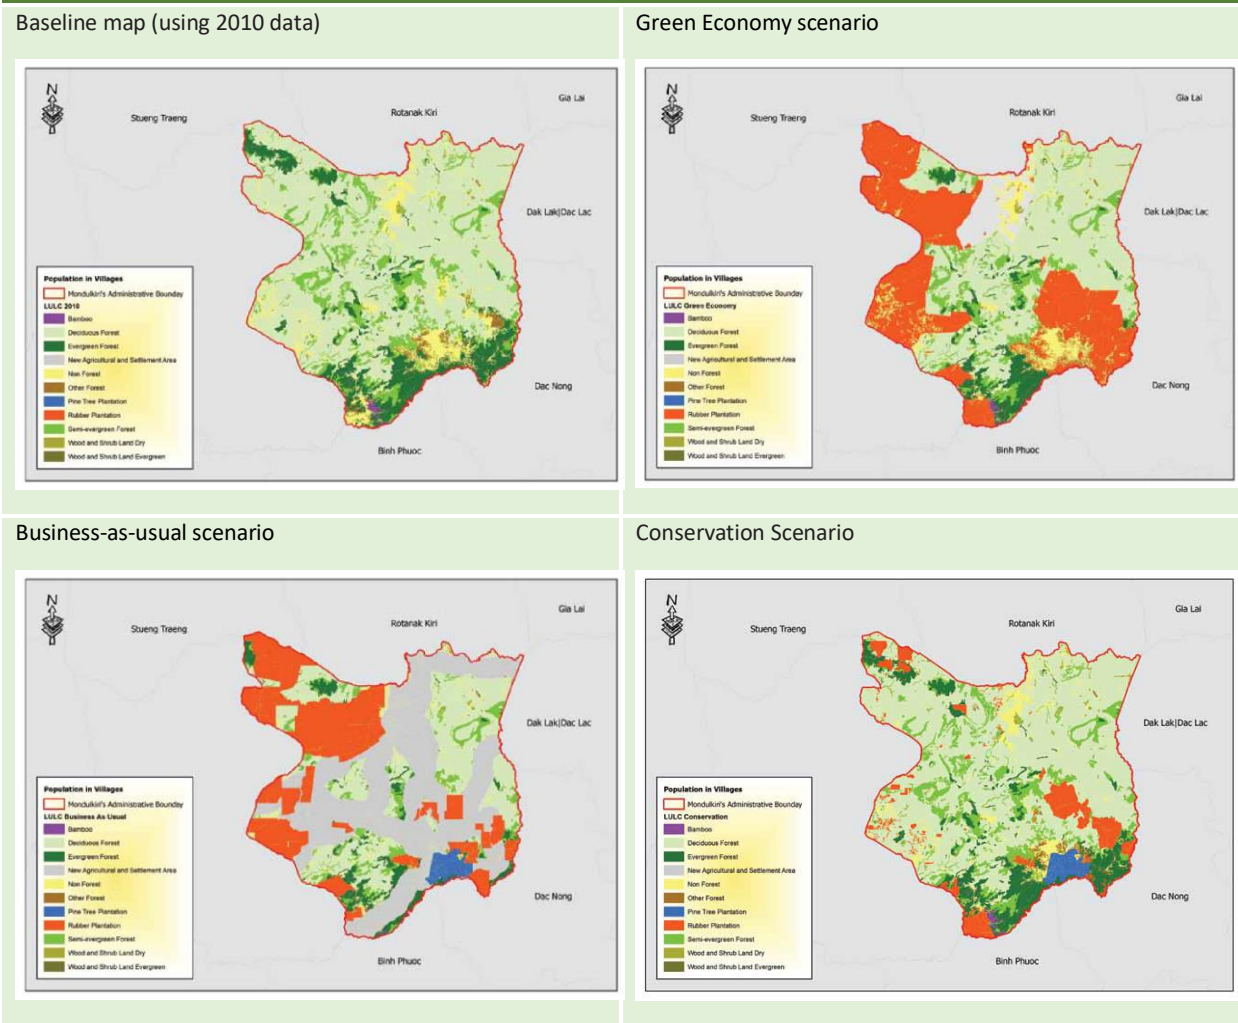 Baseline map (using 2010 data)
Green Economy scenario
N
Gia Lai
Stueng Traeng
Rotanak Kiri
Dak Lak|Dac Lac
Dac Nong
Binh Phuoc
Population in Villages
Mondulkiri's Administrative Bounday
LULC 2010
Bamboo
Deciduous Forest
Evergreen Forest
New Agricultural and Settlement Area
Non Forest
Other Forest
Pine Tree Plantation
Rubber Plantation
Semi-evergreen Forest
Wood and Shrub Land Dry
Wood and Shrub Land Evergreen
N
Gia Lai
Stueng Traeng
Rotanak Kiri
Dak Lak|Dac Lac
Dac Nong
Binh Phuoc
Population in Villages
Mondulkiri's Administrative Bounday
LULC Green Economy
Bamboo
Deciduous Forest
Evergreen Forest
New Agricultural and Settlement Area
Non Forest
Other Forest
Pine Tree Plantation
Rubber Plantation
Semi-evergreen Forest
Wood and Shrub Land Dry
Wood and Shrub Land Evergreen
Business-as-usual scenario
Conservation Scenario
N
Gia Lai
Stueng Traeng
Rotanak Kiri
Dak Lak|Dac Lac
Dac Nong
Binh Phuoc
Population in Villages
Mondulkiri's Administrative Bounday
LULC Business As Usual
Bamboo
Deciduous Forest
Evergreen Forest
New Agricultural and Settlement Area
Non Forest
Other Forest
Pine Tree Plantation
Rubber Plantation
Semi-evergreen Forest
Wood and Shrub Land Dry
Wood and Shrub Land Evergreen
N
Gia Lai
Stueng Traeng
Rotanak Kiri
Dak Lak|Dac Lac
Dac Nong
Binh Phuoc
Population in Villages
Mondulkiri's Administrative Bounday
LULC Conservation
Bamboo
Deciduous Forest
Evergreen Forest
New Agricultural and Settlement Area
Non Forest
Other Forest
Pine Tree Plantation
Rubber Plantation
Semi-evergreen Forest
Wood and Shrub Land Dry
Wood and Shrub Land Evergreen